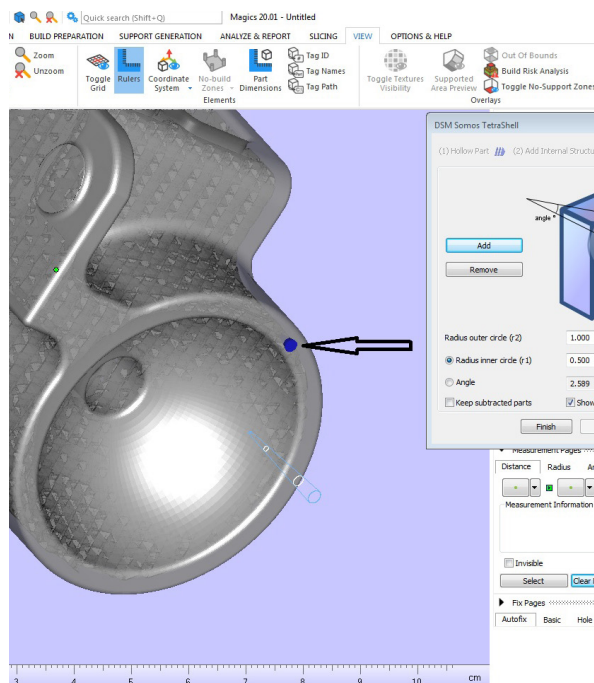 Quick search (Shift+Q)
Magics 20.01 - Untitled
N BUILD PREPARATION SUPPORT GENERATION ANALYZE & REPORT SLICING VIEW OPTIONS & HELP
Zoom
Unzoom
Toggle Grid
Rulers
Coordinate System
No-build Zones
Part Dimensions
Tag ID
Tag Names
Tag Path
Elements
Toggle Textures Visibility
Supported Area Preview
Out Of Bounds
Build Risk Analysis
Toggle No-Support Zones
Overlays
DSM Somos TetraShell
(1) Hollow Part (2) Add Internal Structu
angle °
Add
Remove
Radius outer circle (r2) 1.000
Radius inner circle (r1) 0.500
Angle 2.589
Keep subtracted parts Show
Finish
Measurement Pages
Distance Radius A
Measurement Information
Invisible
Select Clear
Fix Pages
Autofix Basic Hole
3 4 5 6 7 8 9 10 cm